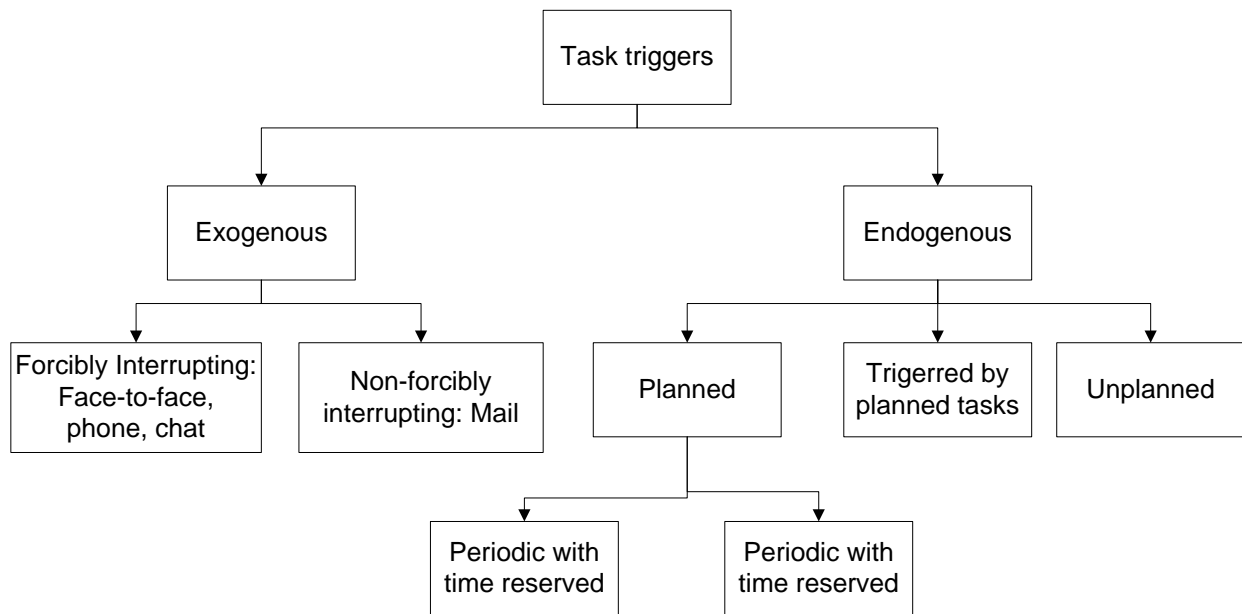 Task triggers
Exogenous
Endogenous
Forcibly Interrupting:
Face-to-face,
phone, chat
Non-forcibly
interrupting: Mail
Planned
Trigerred by
planned tasks
Unplanned
Periodic with
time reserved
Periodic with
time reserved